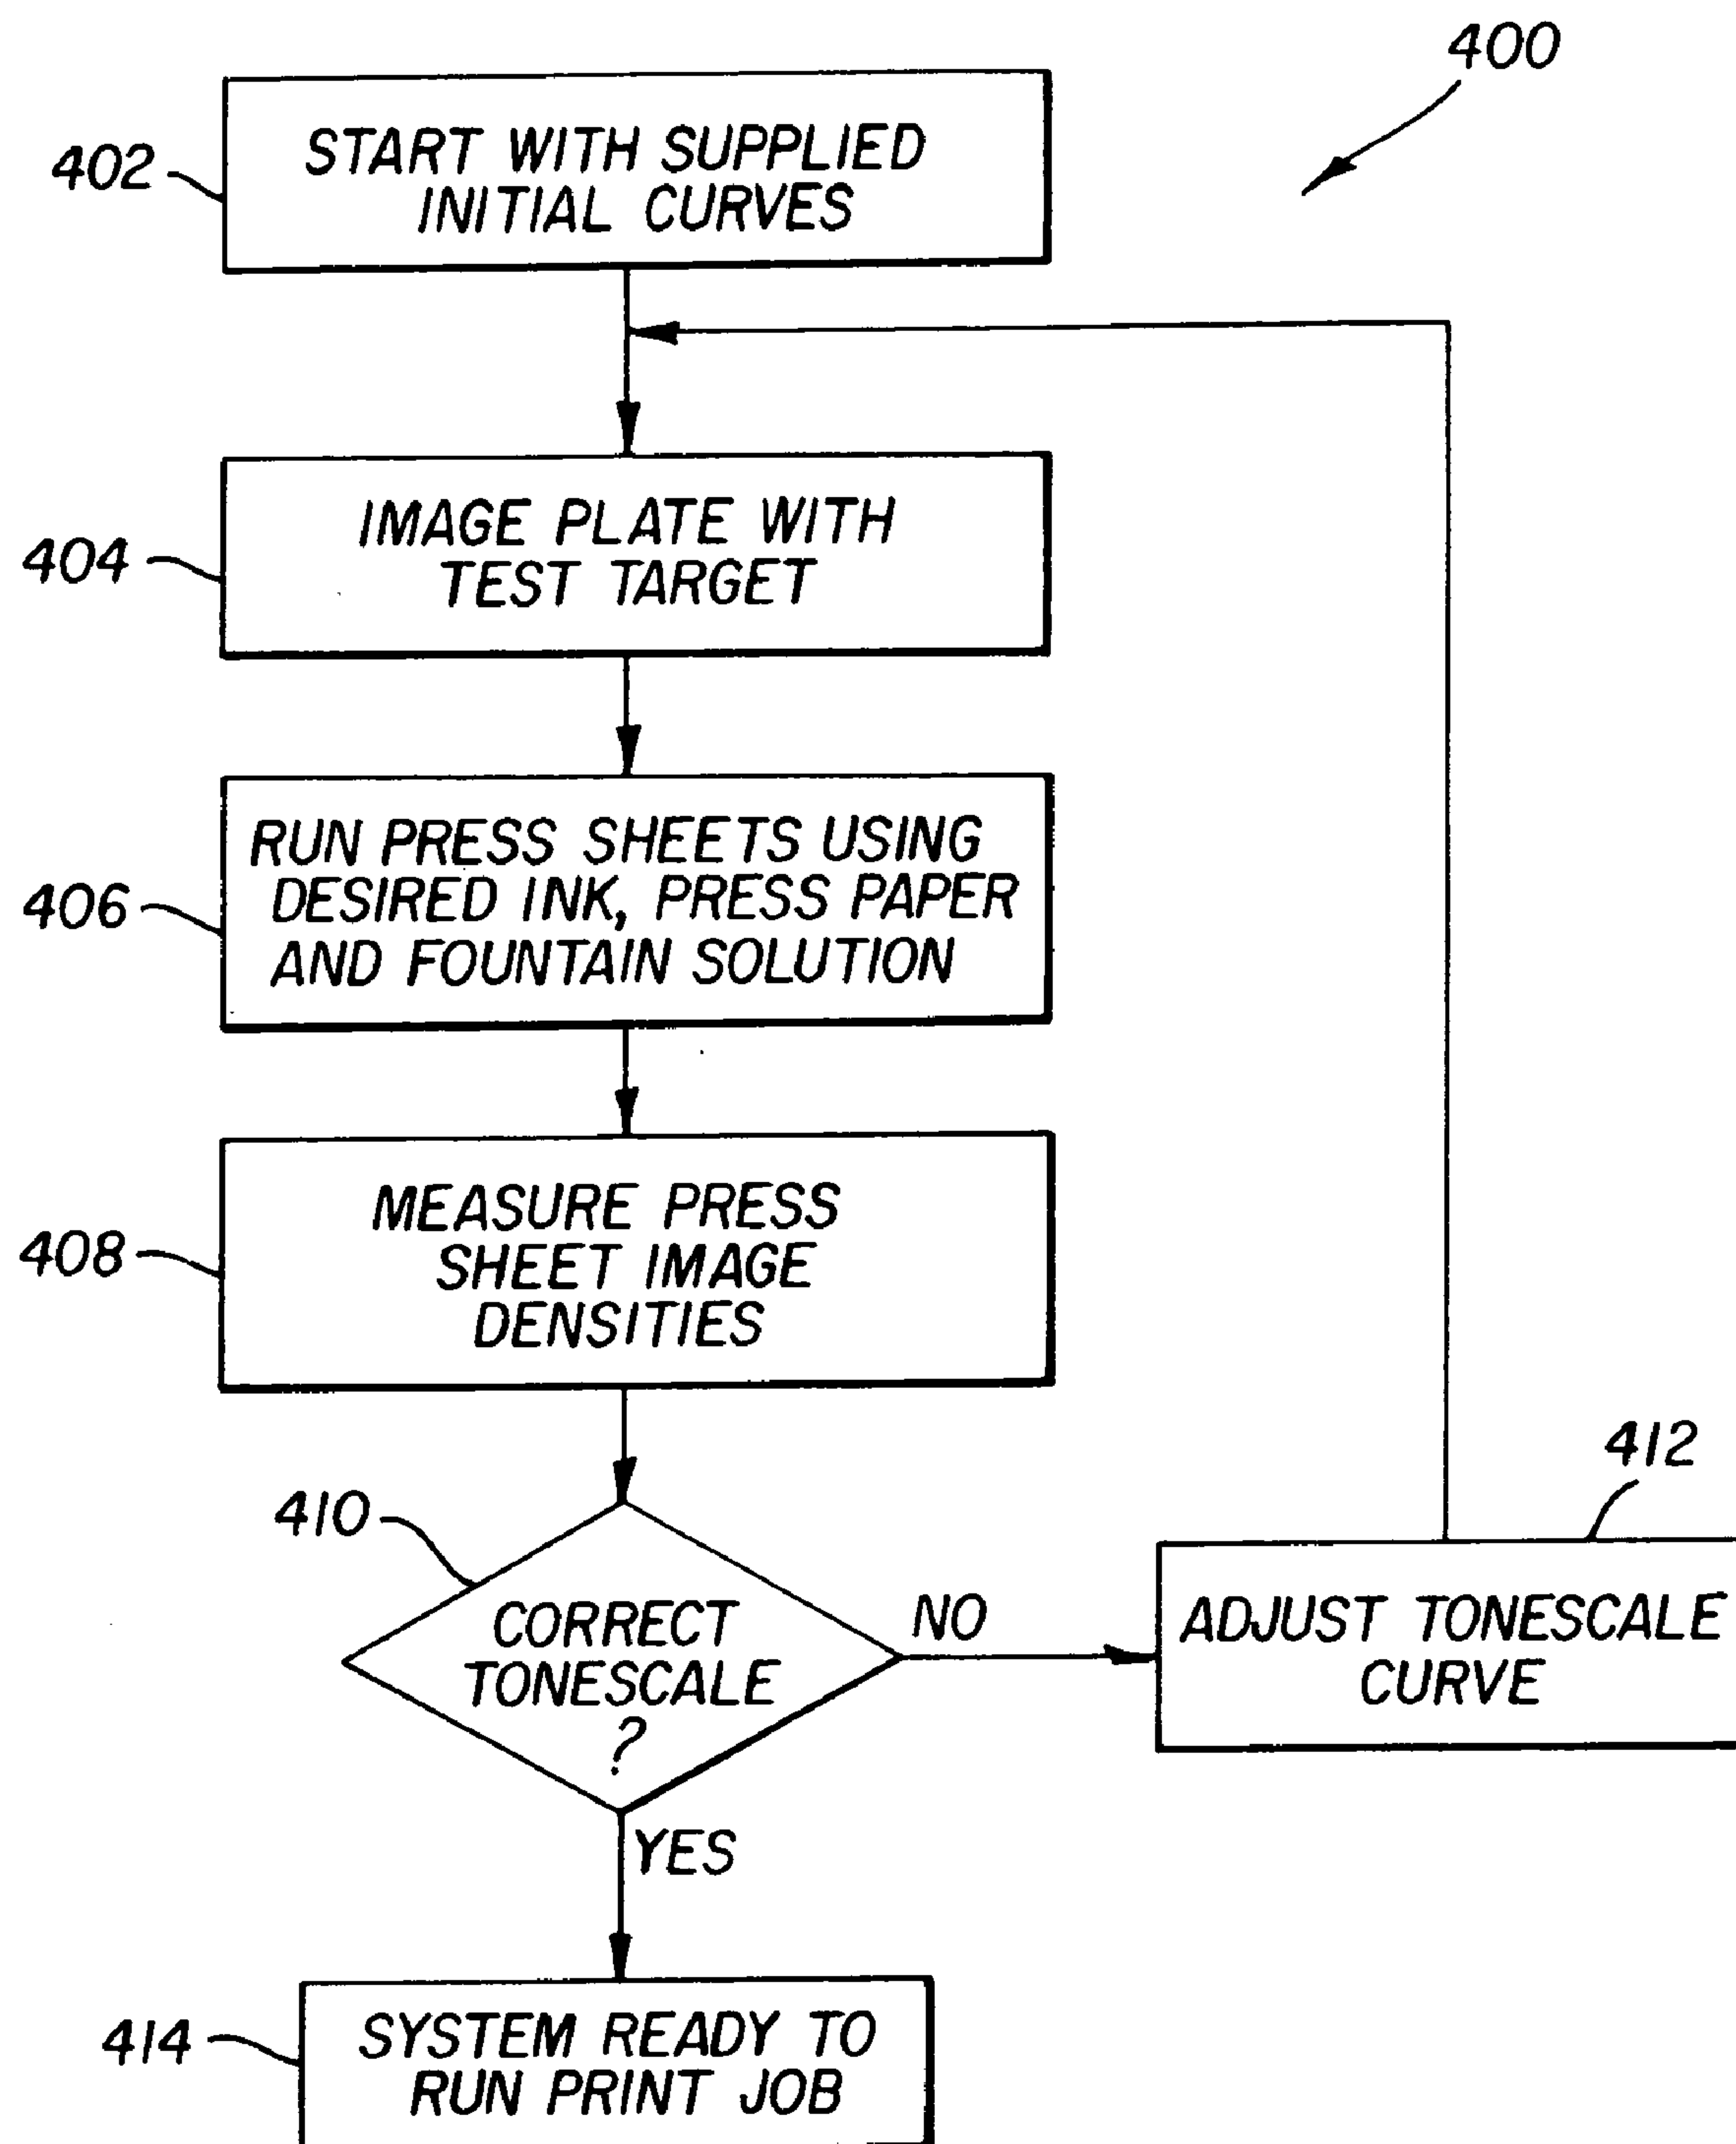 400
402
START WITH SUPPLIED
INITIAL CURVES
404
IMAGE PLATE WITH
TEST TARGET
406
RUN PRESS SHEETS USING
DESIRED INK, PRESS PAPER
AND FOUNTAIN SOLUTION
408
MEASURE PRESS
SHEET IMAGE
DENSITIES
410
CORRECT
TONESCALE
?
NO
412
ADJUST TONESCALE
CURVE
YES
414
SYSTEM READY TO
RUN PRINT JOB